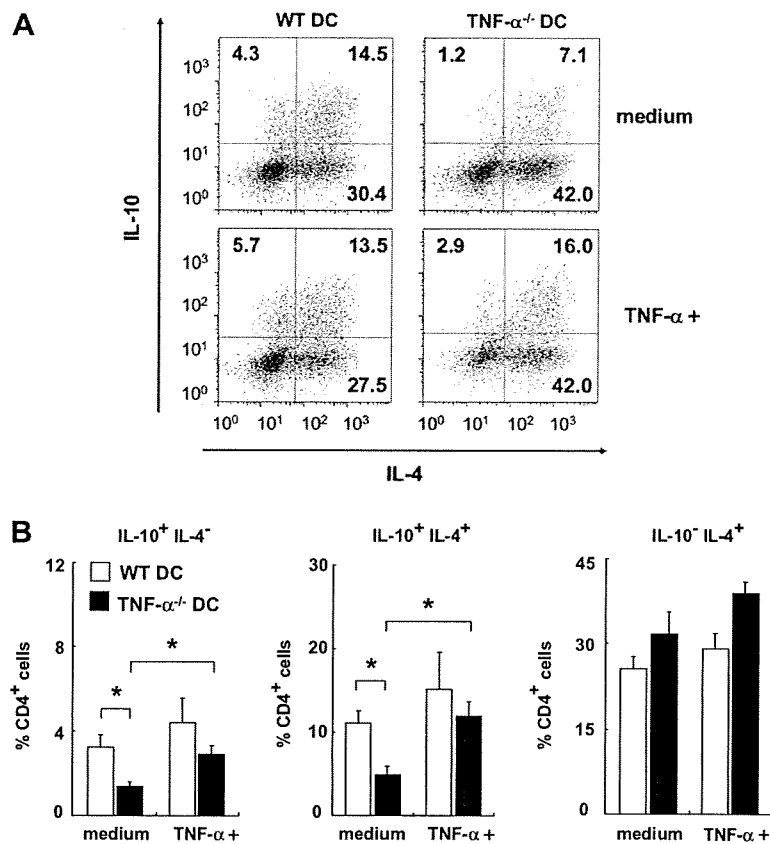 A
WT DC
TNF-α-/- DC
4.3 14.5
1.2 7.1
10³
10²
10¹
10⁰
30.4
42.0
medium
IL-10
5.7 13.5
2.9 16.0
10³
10²
10¹
10⁰
27.5
42.0
TNF-α +
10⁰ 10¹ 10² 10³
10⁰ 10¹ 10² 10³
IL-4
B
IL-10⁺ IL-4⁻
12
8
4
0
% CD4⁺ cells
WT DC
TNF-α-/- DC
*
*
medium TNF-α +
IL-10⁺ IL-4⁺
30
20
10
0
% CD4⁺ cells
*
*
medium TNF-α +
IL-10⁻ IL-4⁺
45
30
15
0
% CD4⁺ cells
medium TNF-α +